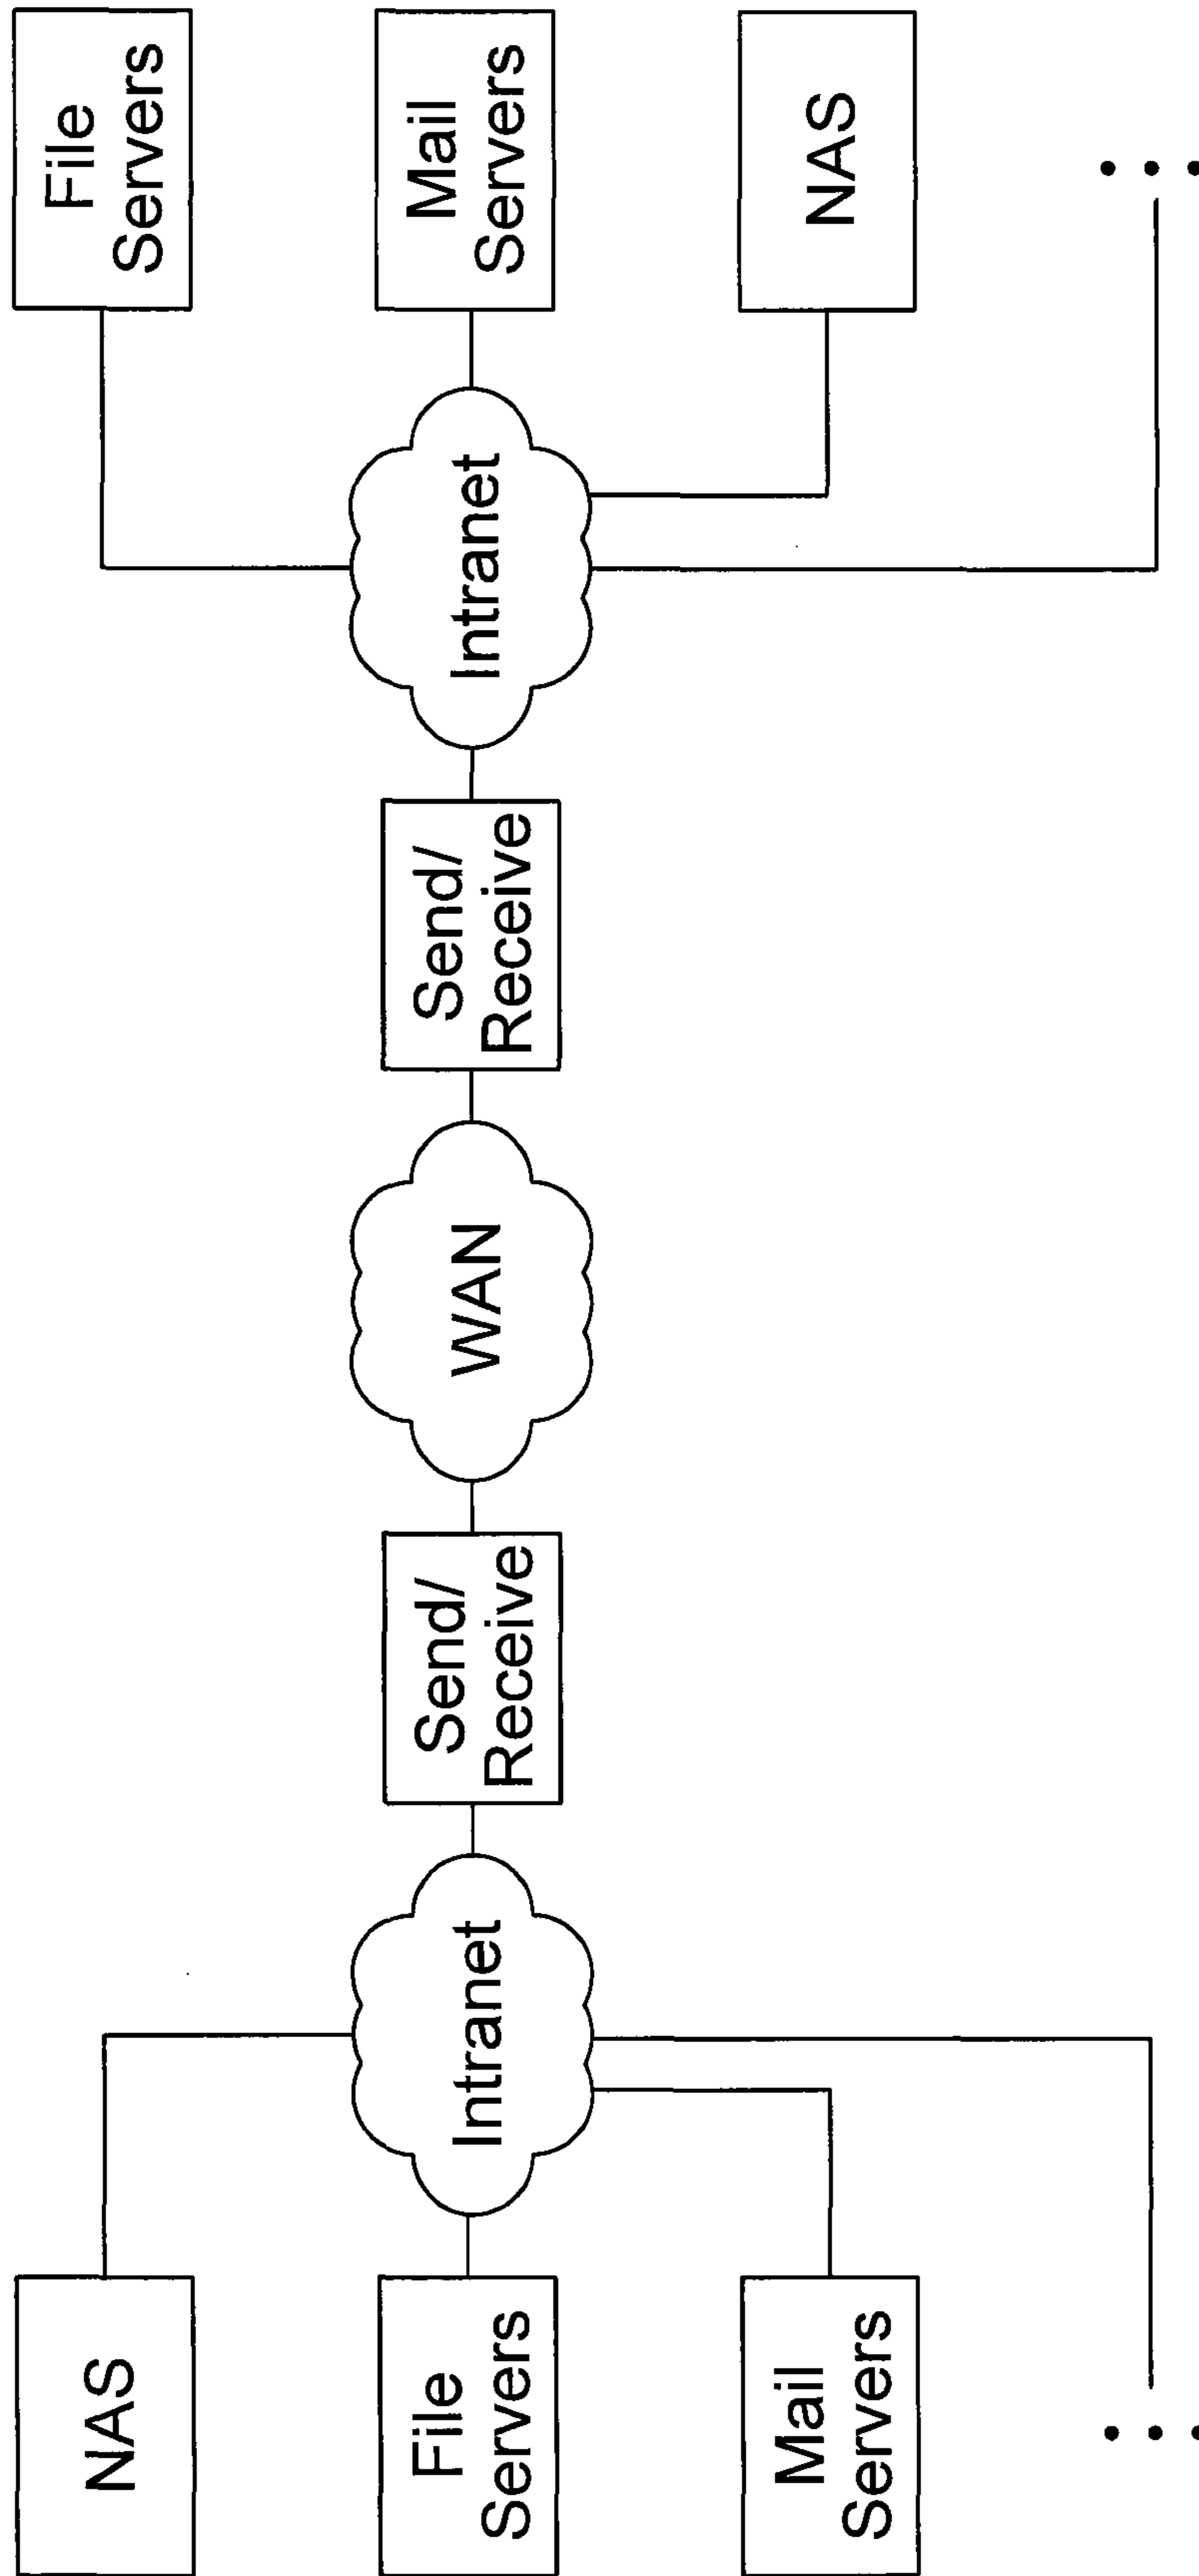 NAS
File
Servers
Mail
Servers
Intranet
Send/
Receive
WAN
Send/
Receive
Intranet
File
Servers
Mail
Servers
NAS